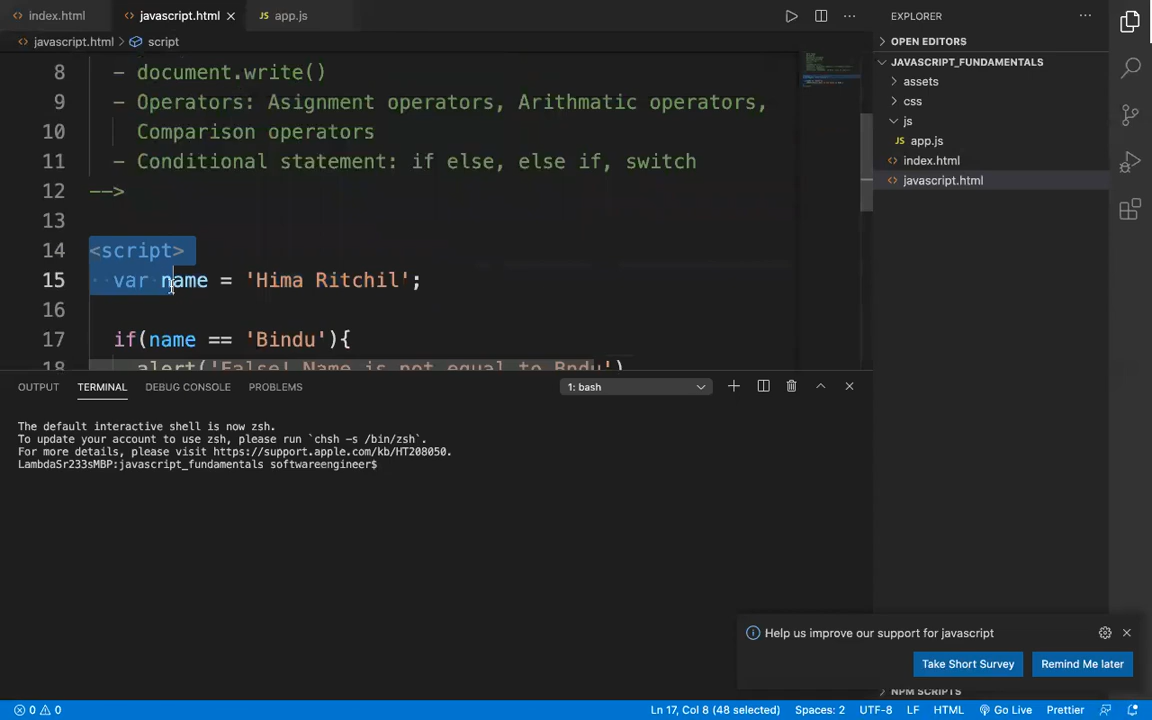 index.html
javascript.html
app.js
EXPLORER
javascript.html > script
OPEN EDITORS
JAVASCRIPT_FUNDAMENTALS
assets
css
js
app.js
index.html
javascript.html
8 - document.write()
9 - Operators: Asignment operators, Arithmatic operators,
10 Comparison operators
11 - Conditional statement: if else, else if, switch
12 -->
13
14 <script>
15 var name = 'Hima Ritchil';
16
17 if(name == 'Bindu'){
18 alert('False! Name is not equal to Bndu')
OUTPUT TERMINAL DEBUG CONSOLE PROBLEMS
1: bash
The default interactive shell is now zsh.
To update your account to use zsh, please run `chsh -s /bin/zsh`.
For more details, please visit https://support.apple.com/kb/HT208050.
LambdaSr233sMBP:javascript_fundamentals softwareengineer$
Help us improve our support for javascript
Take Short Survey
Remind Me later
NPM SCRIPTS
0 0
Ln 17, Col 8 (48 selected)
Spaces: 2
UTF-8
LF
HTML
Go Live
Prettier